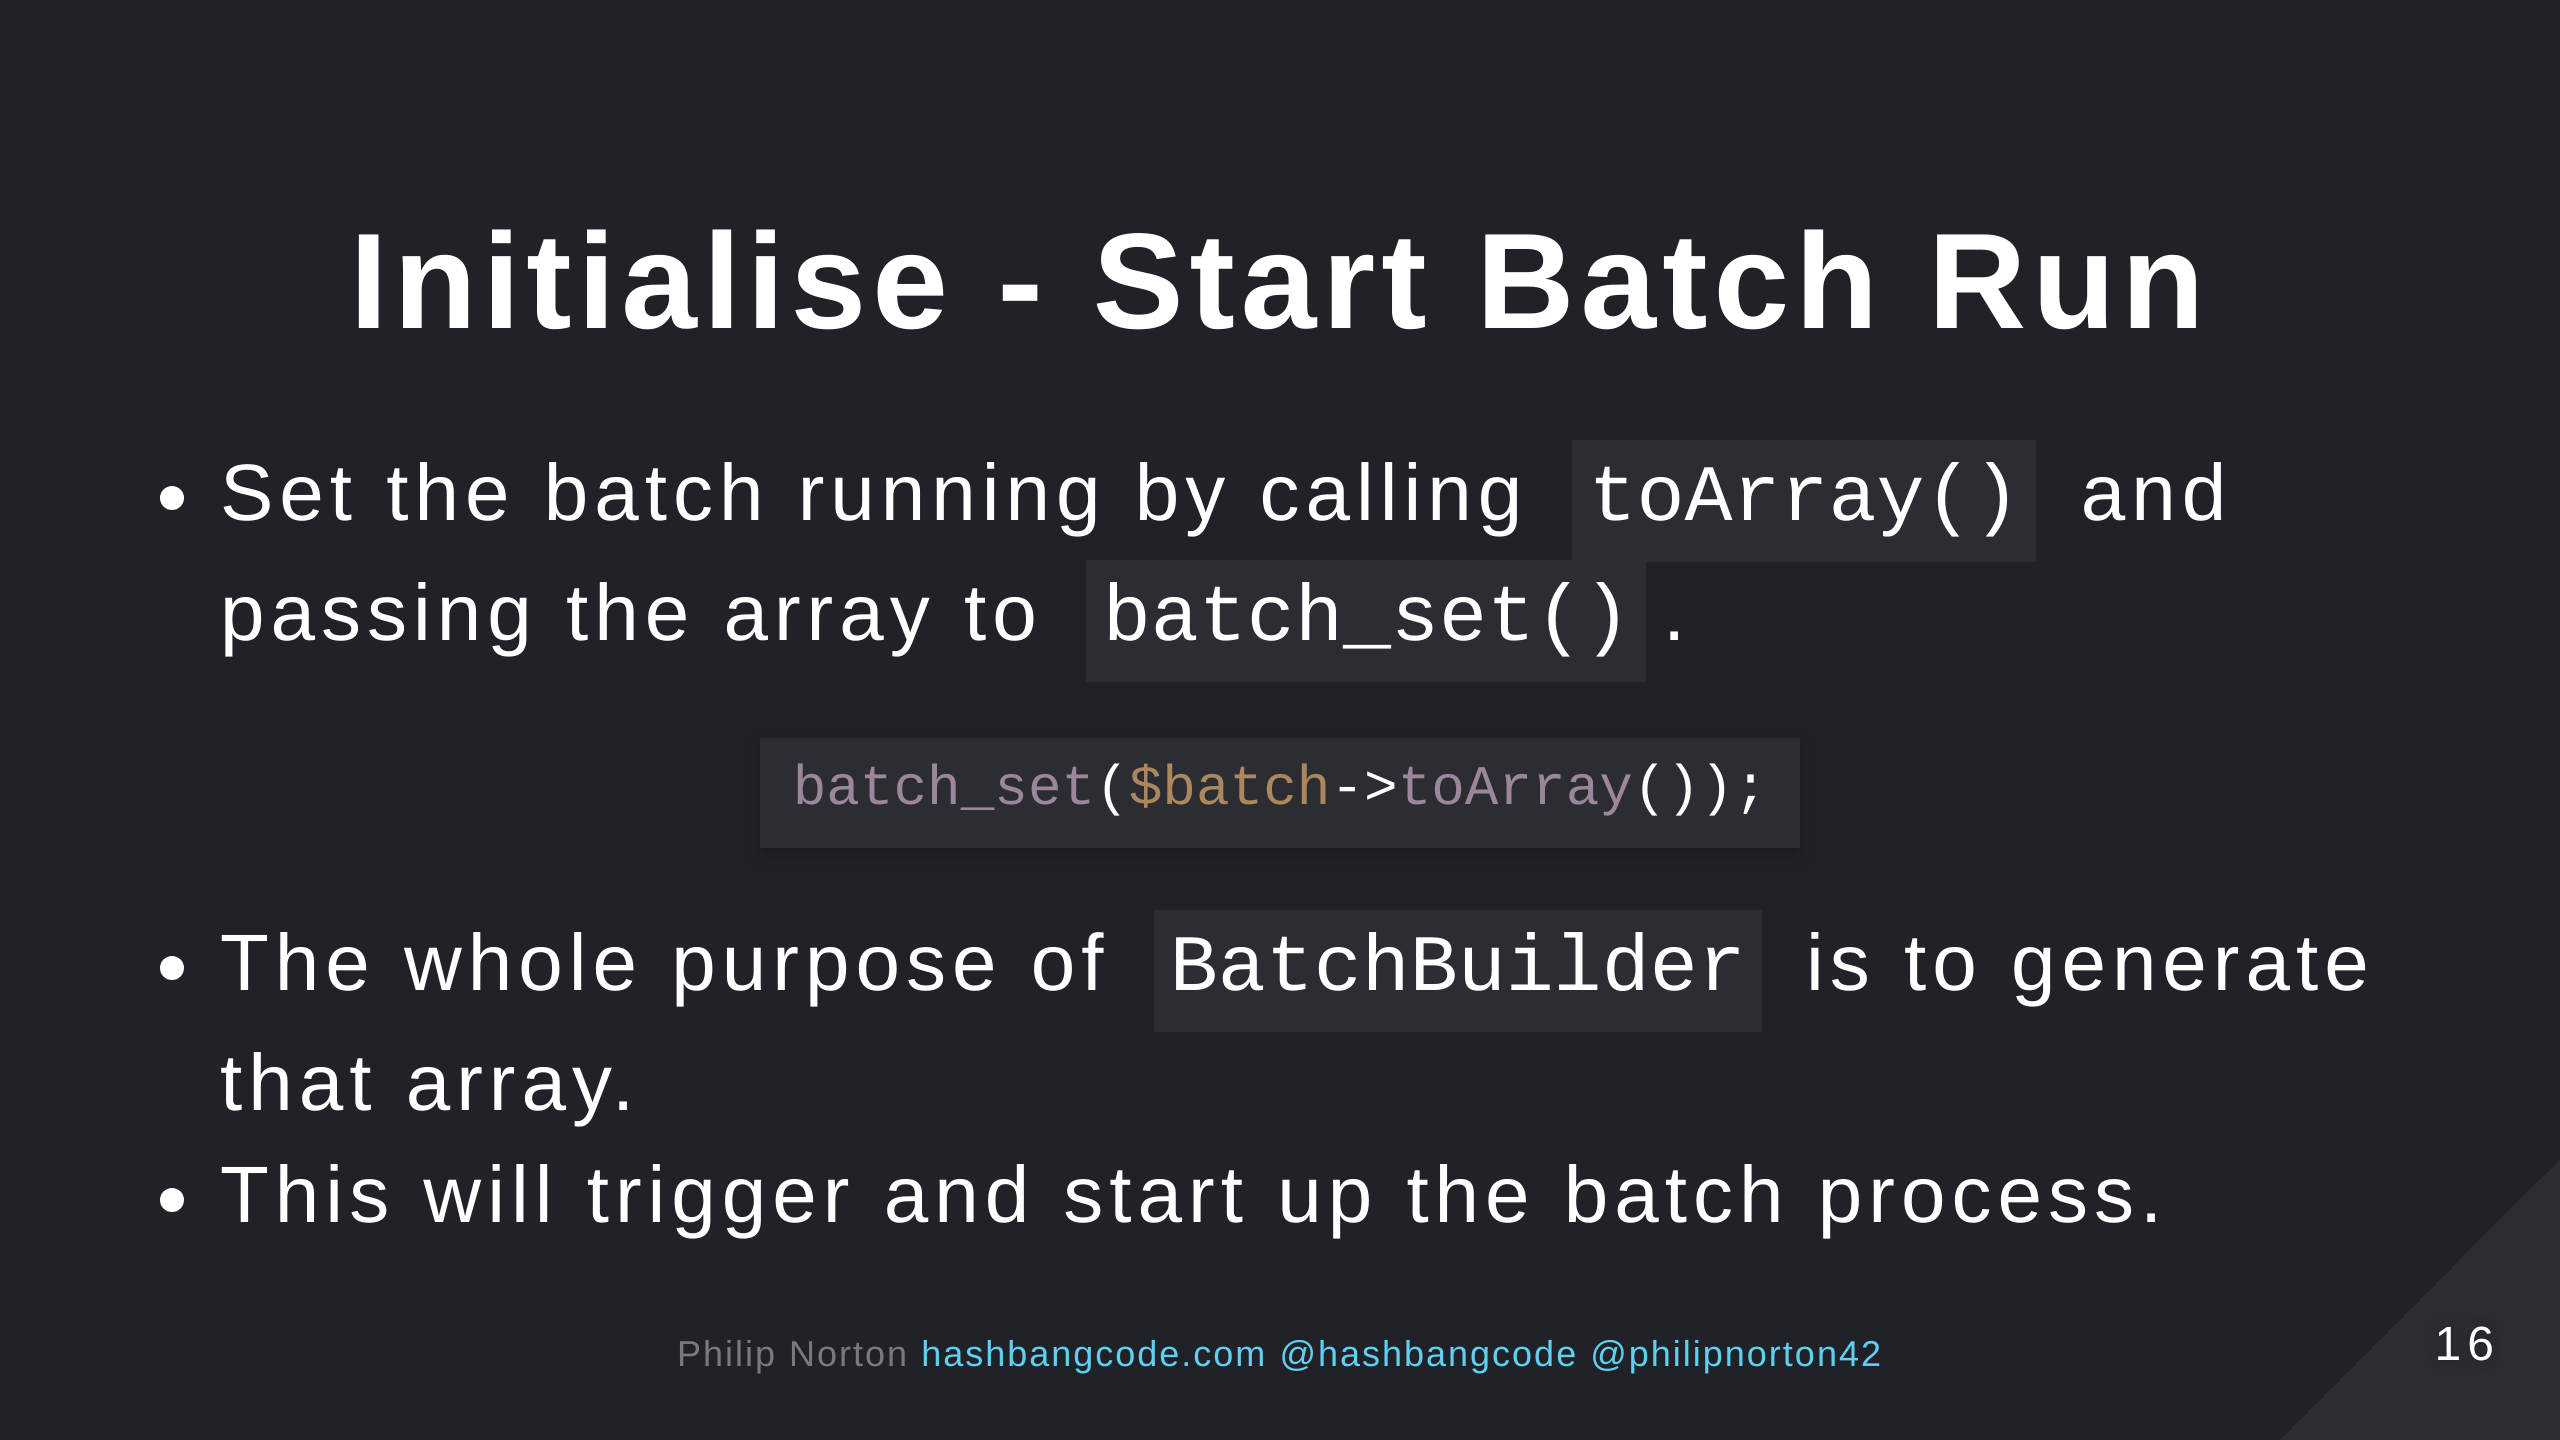 Initialise - Start Batch Run
• Set the batch running by calling toArray() and
passing the array to batch_set().
batch_set($batch->toArray());
• The whole purpose of BatchBuilder is to generate
that array.
• This will trigger and start up the batch process.
Philip Norton hashbangcode.com @hashbangcode @philipnorton42
16